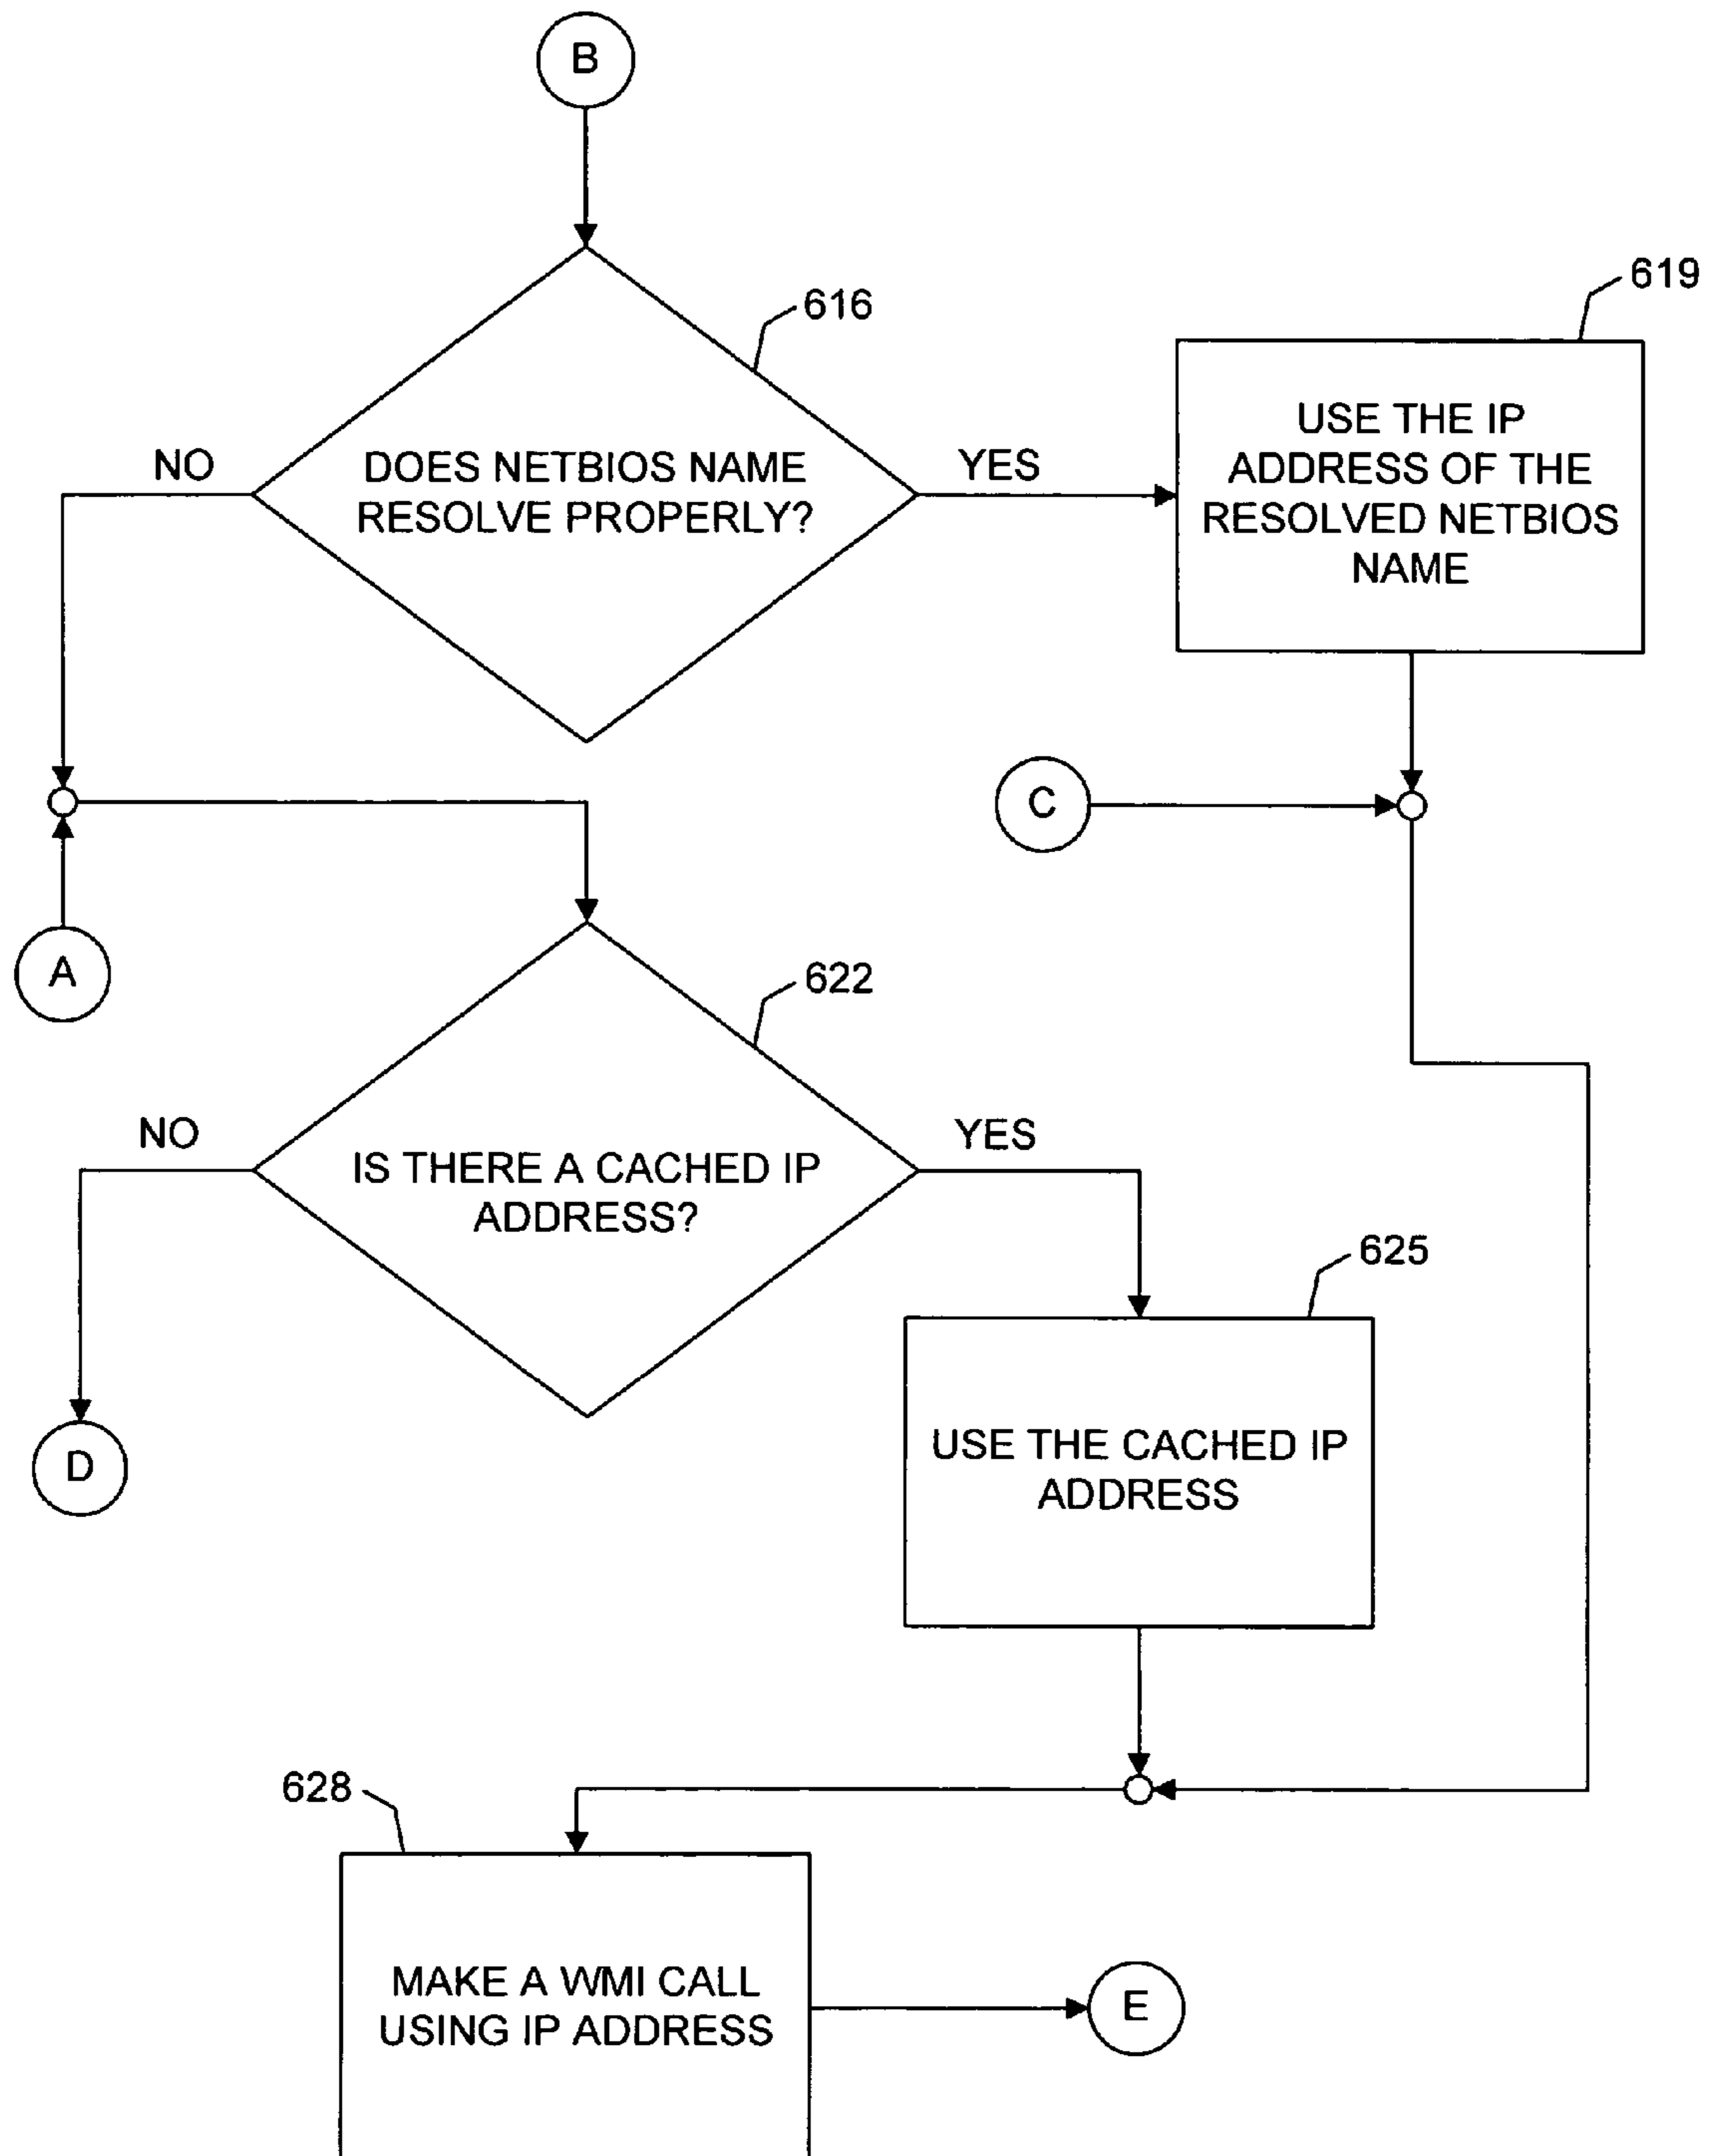 B
616
619
DOES NETBIOS NAME
RESOLVE PROPERLY?
NO
YES
USE THE IP
ADDRESS OF THE
RESOLVED NETBIOS
NAME
C
A
622
NO
YES
IS THERE A CACHED IP
ADDRESS?
625
D
USE THE CACHED IP
ADDRESS
628
MAKE A WMI CALL
USING IP ADDRESS
E